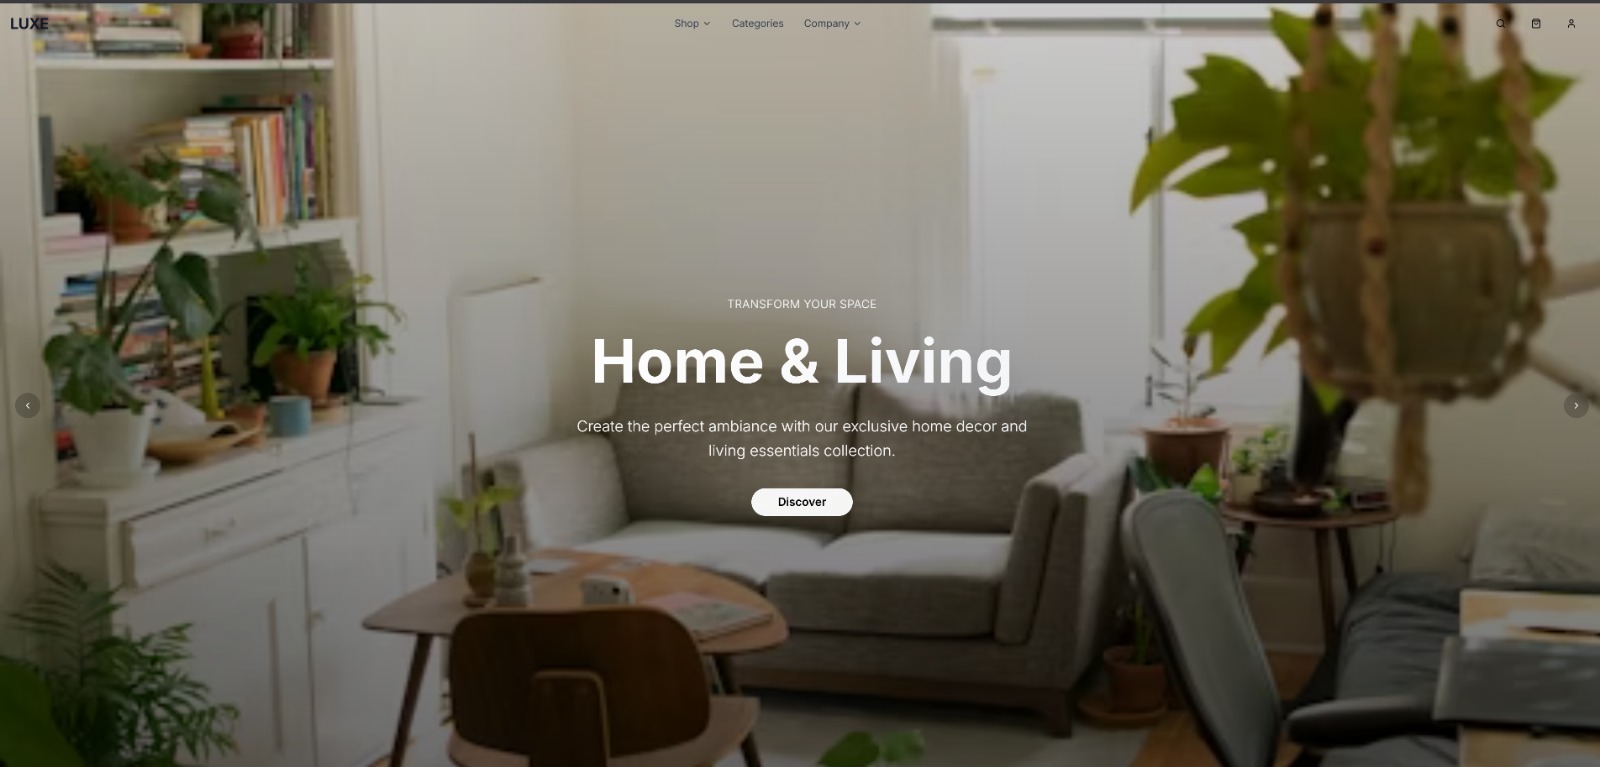 LUXE
Shop
Categories
Company
TRANSFORM YOUR SPACE
Home & Living
Create the perfect ambiance with our exclusive home decor and
living essentials collection.
Discover